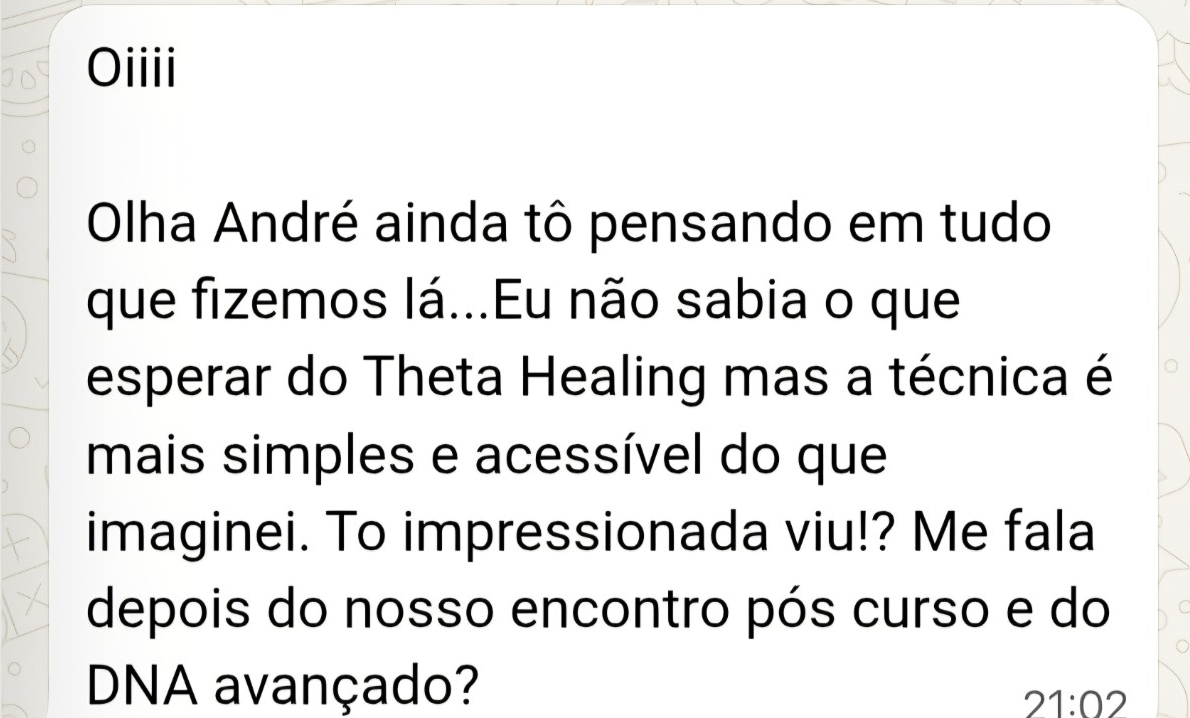 Oiiii
Olha André ainda tô pensando em tudo
que fizemos lá...Eu não sabia o que
esperar do Theta Healing mas a técnica é
mais simples e acessível do que
imaginei. To impressionada viu!? Me fala
depois do nosso encontro pós curso e do
DNA avançado?
21:02